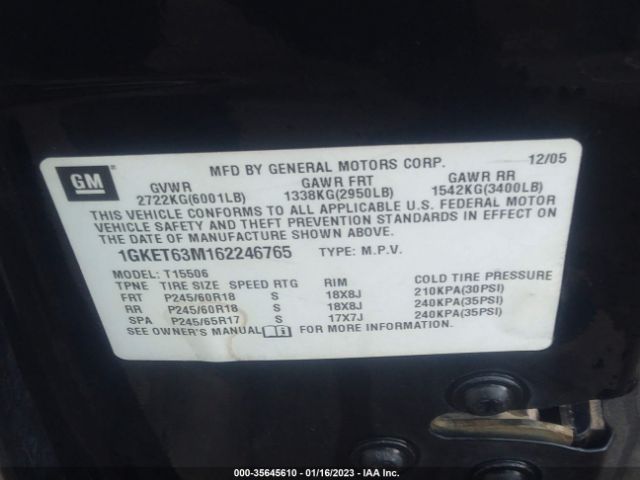 GM
MFD BY GENERAL MOTORS CORP. 12/05
GVWR GAWR FRT GAWR RR
2722KG(6001LB) 1338KG(2950LB) 1542KG(3400LB)
THIS VEHICLE CONFORMS TO ALL APPLICABLE U.S. FEDERAL MOTOR
VEHICLE SAFETY AND THEFT PREVENTION STANDARDS IN EFFECT ON
THE DATE OF MANUFACTURE SHOWN ABOVE.
1GKET63M162246765 TYPE: M.P.V.
MODEL: T15506
TPNE TIRE SIZE SPEED RTG RIM COLD TIRE PRESSURE
FRT P245/60R18 S 18X8J 210KPA(30PSI)
RR P245/60R18 S 18X8J 240KPA(35PSI)
SPA P245/65R17 S 17X7J 240KPA(35PSI)
SEE OWNER'S MANUAL FOR MORE INFORMATION.
000-35645610 - 01/16/2023 - IAA Inc.